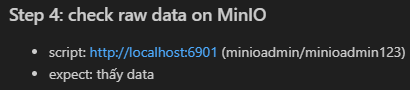 Step 4: check raw data on MinIO
script: http://localhost:6901 (minioadmin/minioadmin123)
expect: thấy data